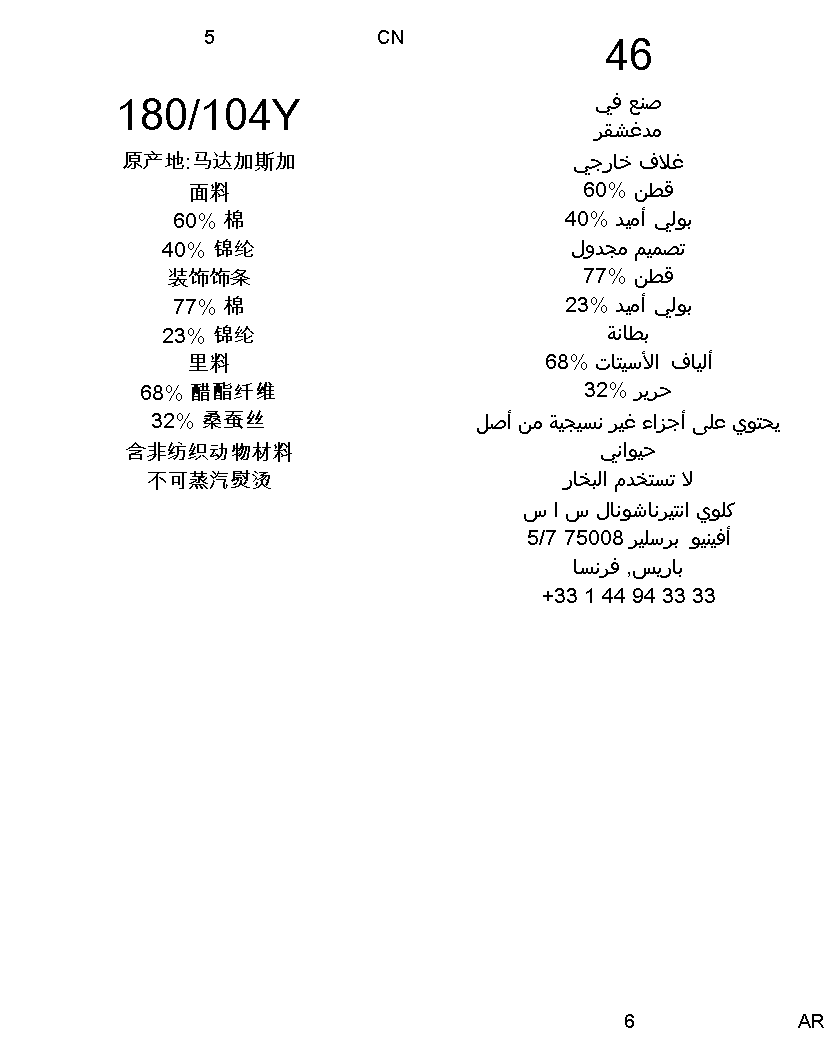 5
CN
180/104Y
原产地:马达加斯加
面料
60% 棉
40% 锦纶
装饰饰条
77% 棉
23% 锦纶
里料
68% 醋酯纤维
32% 桑蚕丝
含非纺织动物材料
不可蒸汽熨烫
46
صنع في
مدغشقر
غلاف خارجي
قطن %60
بولي أميد %40
تصميم مجدول
قطن %77
بولي أميد %23
بطانة
ألياف الأسيتات %68
حرير %32
يحتوي على أجزاء غير نسيجية من أصل
حيواني
لا تستخدم البخار
كلوي انتيرناشونال س ا س
أفينيو برسلير 75008 5/7
باريس, فرنسا
+33 1 44 94 33 33
6
AR